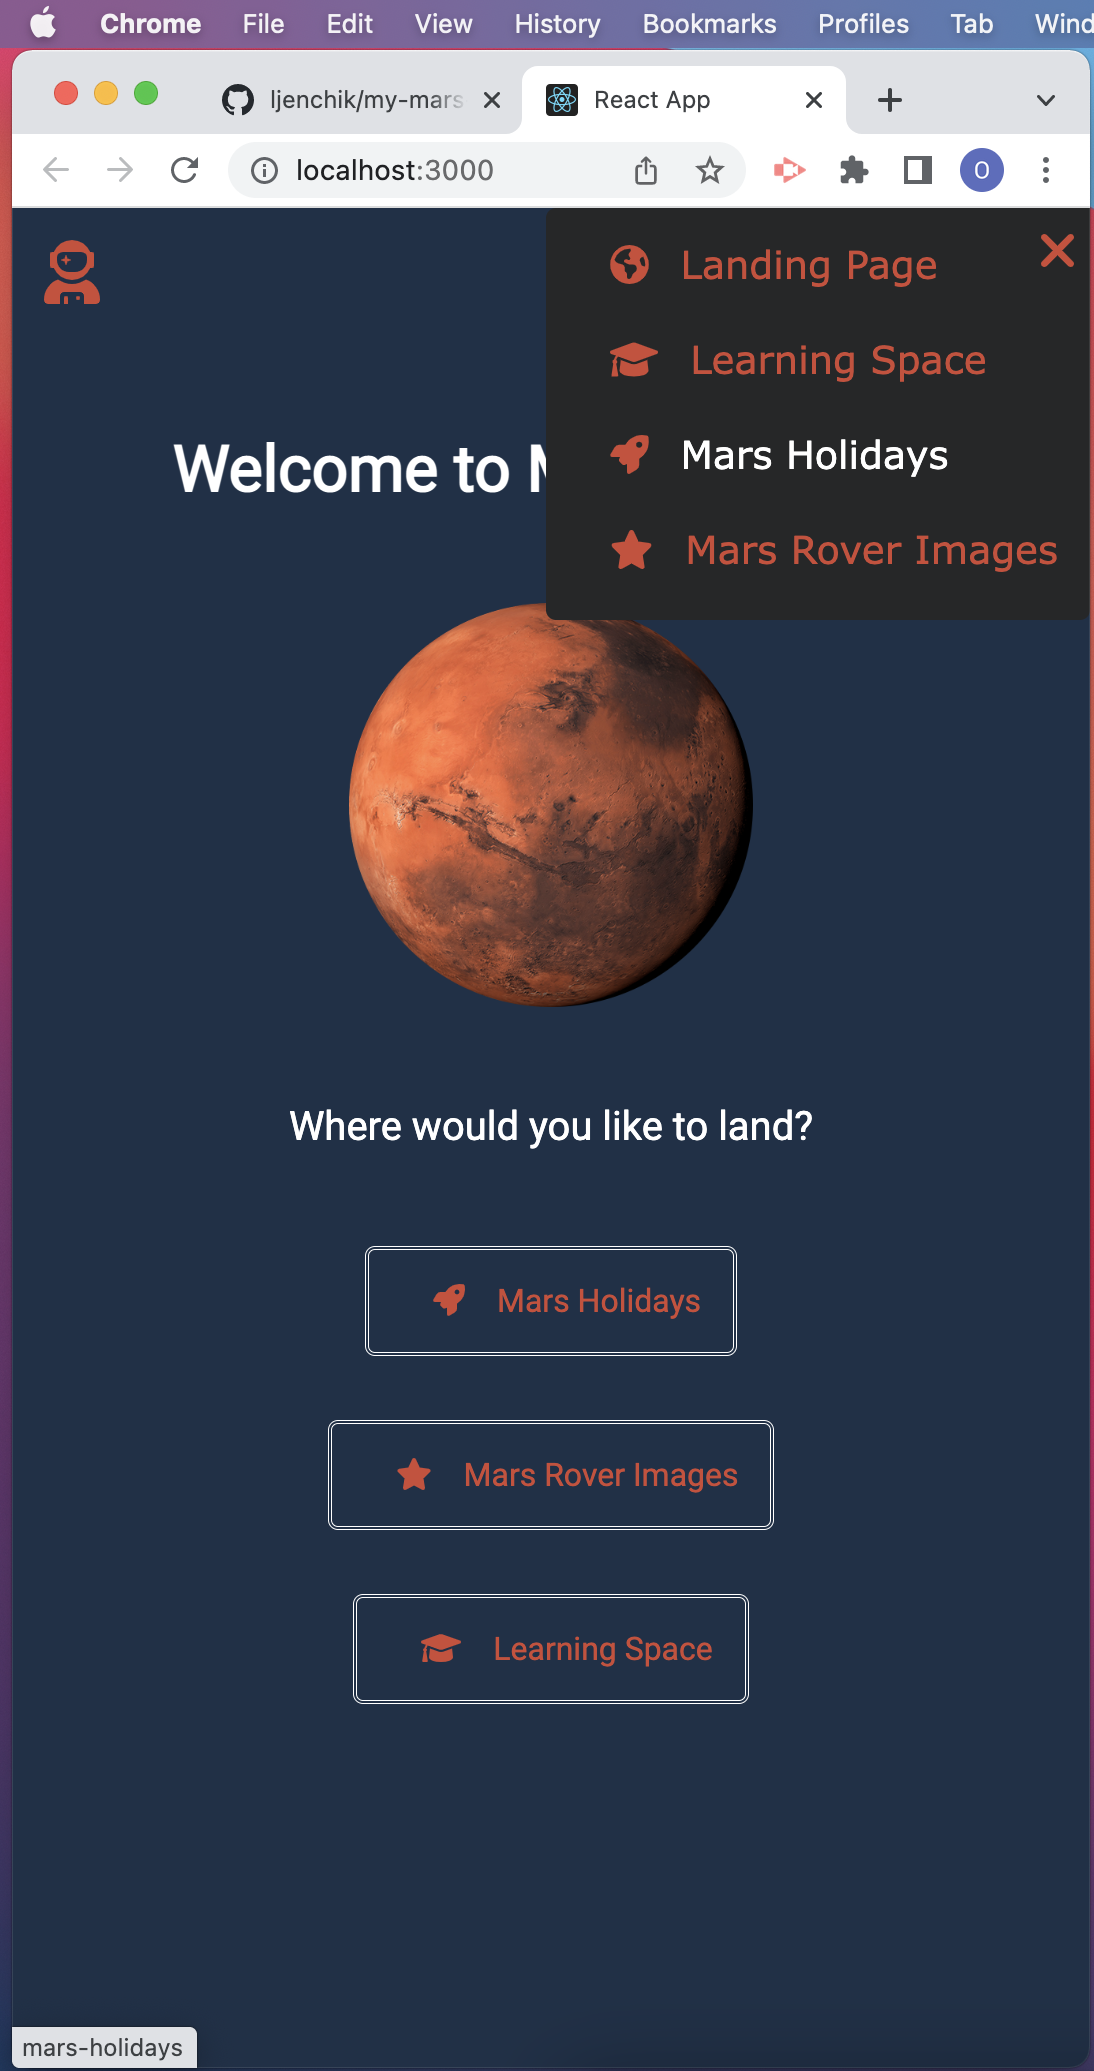 Chrome File Edit View History Bookmarks Profiles Tab Wind
ljenchik/my-mars React App
localhost:3000
O
Landing Page
Learning Space
Mars Holidays
Mars Rover Images
Welcome to
Where would you like to land?
Mars Holidays
Mars Rover Images
Learning Space
mars-holidays